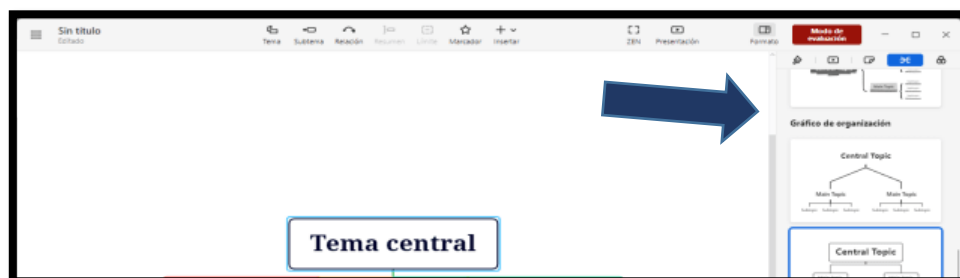 Sin título
Editado
Tema
Subtema
Relación
Resumen
Límite
Marcador
Insertar
ZEN
Presentación
Formato
Modo de
evaluación
Gráfico de organización
Central Topic
Main Topic Main Topic
Central Topic
Tema central